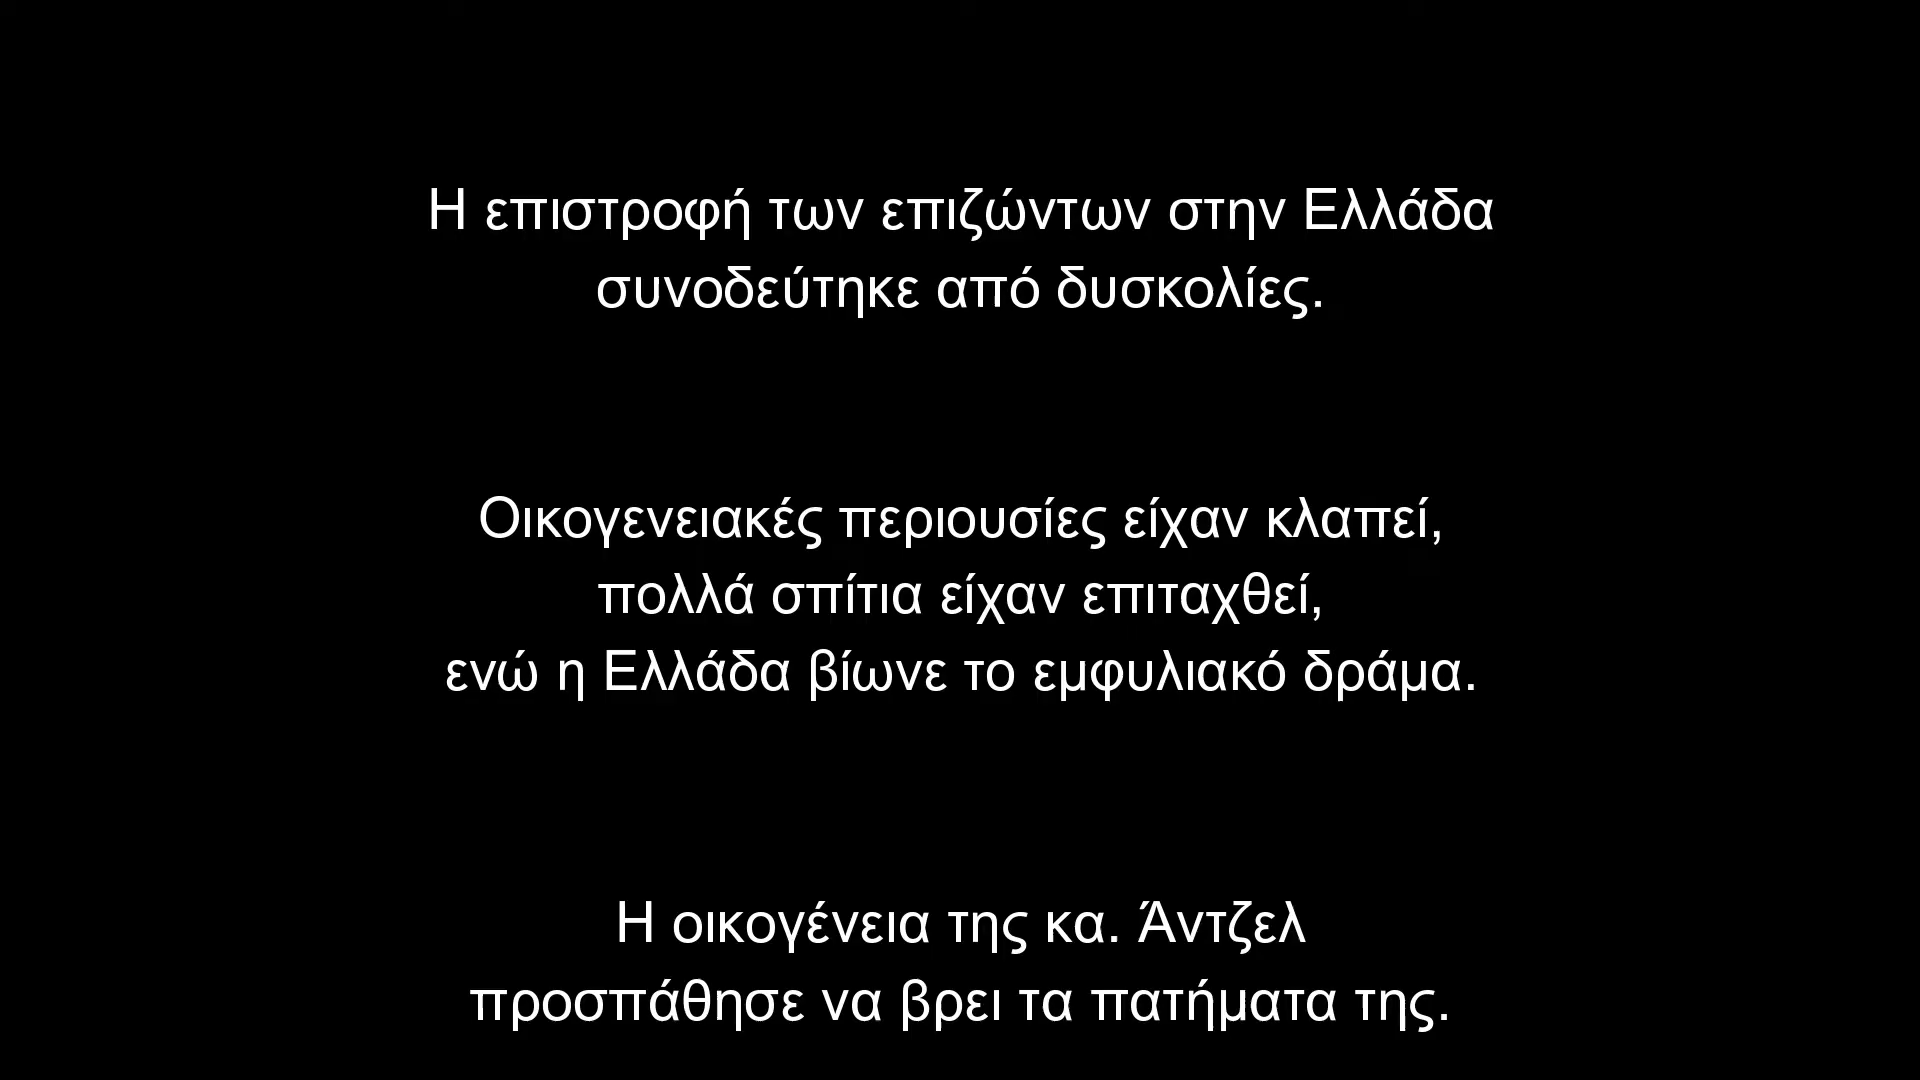 Η επιστροφή των επιζώντων στην Ελλάδα
συνοδεύτηκε από δυσκολίες.
Οικογενειακές περιουσίες είχαν κλαπεί,
πολλά σπίτια είχαν επιταχθεί,
ενώ η Ελλάδα βίωνε το εμφυλιακό δράμα.
Η οικογένεια της κα. Άντζελ
προσπάθησε να βρει τα πατήματα της.